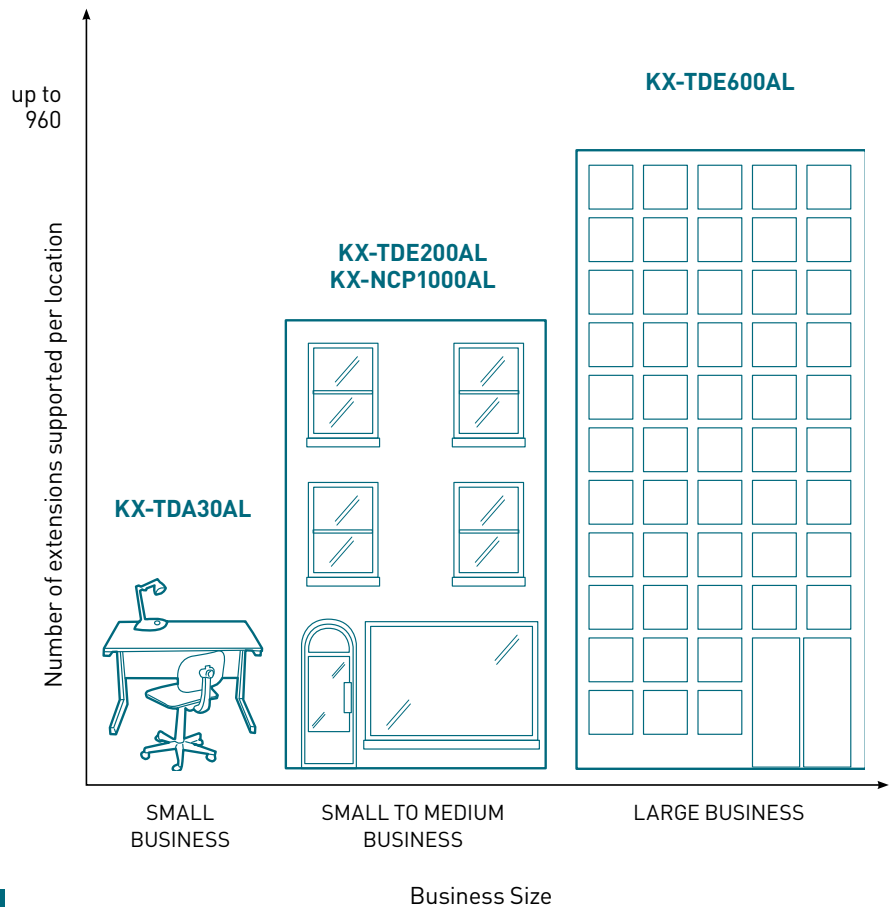 KX-TDE600AL
up to
960
KX-TDE200AL
KX-NCP1000AL
Number of extensions supported per location
KX-TDA30AL
SMALL
BUSINESS
SMALL TO MEDIUM
BUSINESS
LARGE BUSINESS
Business Size